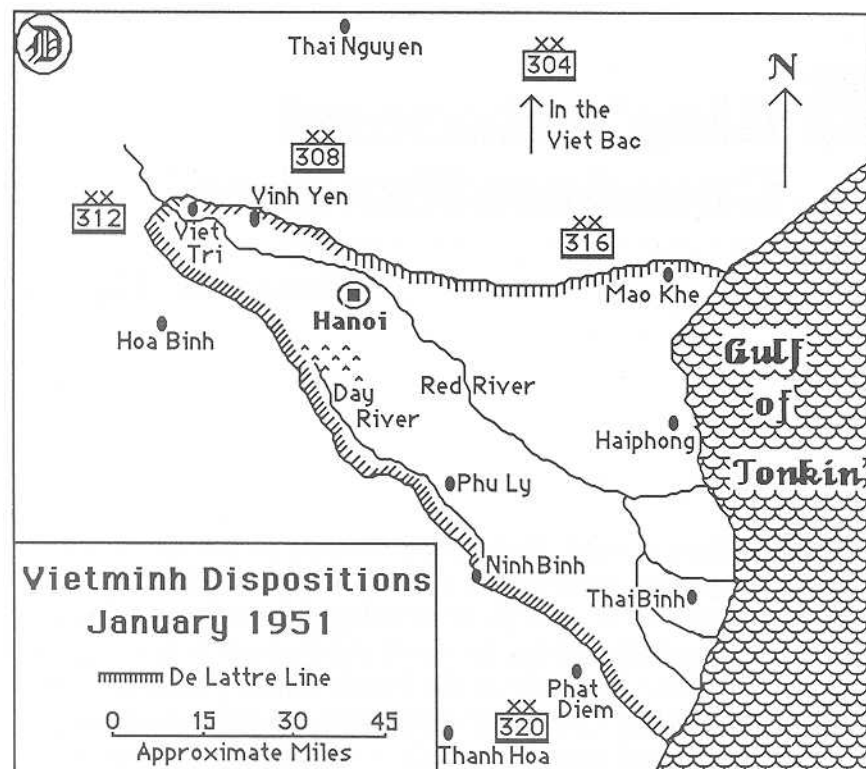 D
Thai Nguyen
XX
304
N
In the
Viet Bac
XX
308
XX
312
Vinh Yen
Viet
Tri
XX
316
Mao Khe
Hanoi
Hoa Binh
Gulf
of
Tonkin
Day
River
Red River
Haiphong
Phu Ly
Ninh Binh
Thai Binh
Vietminh Dispositions
January 1951
De Lattre Line
0 15 30 45
Approximate Miles
Phat
Diem
XX
320
Thanh Hoa